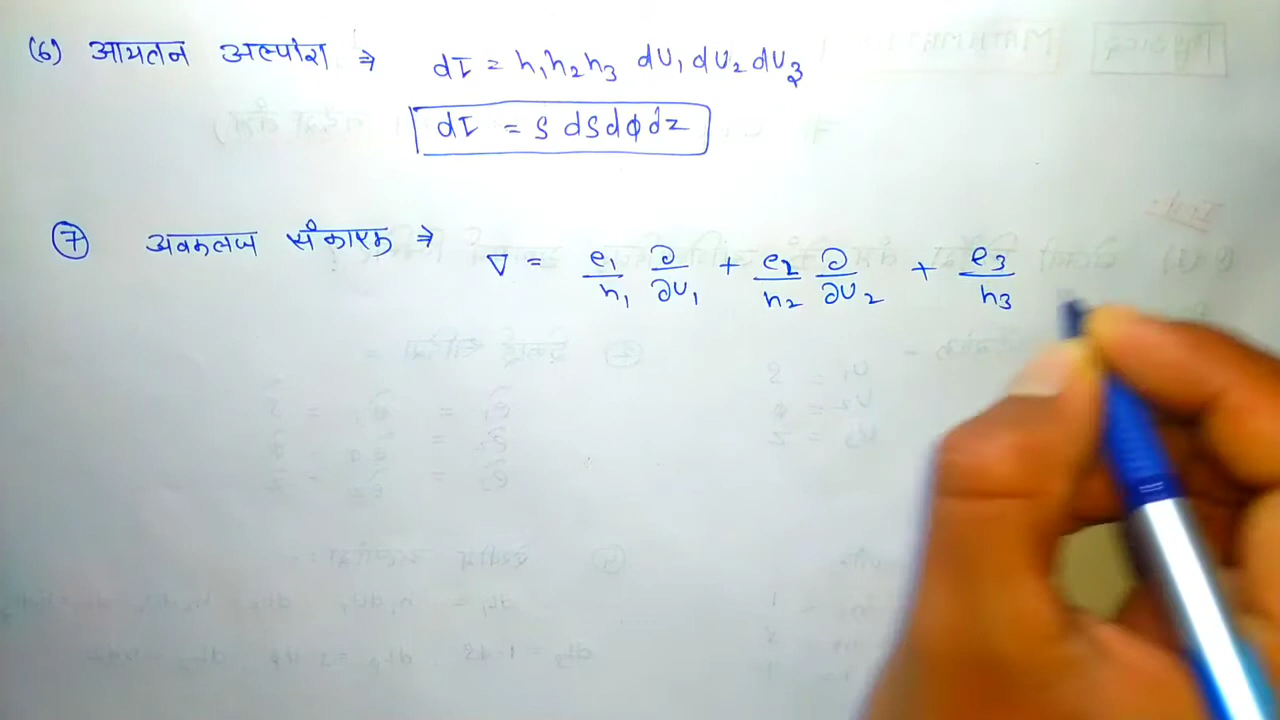 (6) आयतन अल्पांश ⇒ dτ = h₁h₂h₃ du₁ du₂ du₃
dτ = ρ dρ dϕ dz
⑦ अवकलज संकारक ⇒ ∇ = e₁/h₁ ∂/∂u₁ + e₂/h₂ ∂/∂u₂ + e₃/h₃